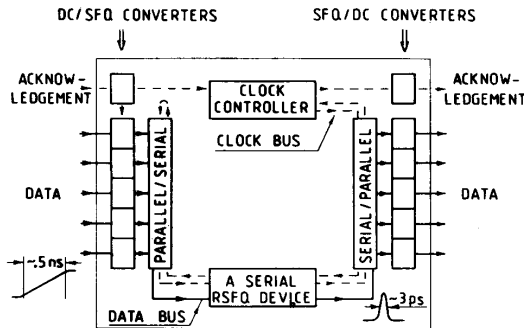 DC/SFQ CONVERTERS
SFQ/DC CONVERTERS
ACKNOW-
LEDGEMENT
CLOCK
CONTROLLER
ACKNOW-
LEDGEMENT
CLOCK BUS
PARALLEL/SERIAL
SERIAL/PARALLEL
DATA
DATA
~.5ns
A SERIAL
RSFQ DEVICE
DATA BUS
~3ps